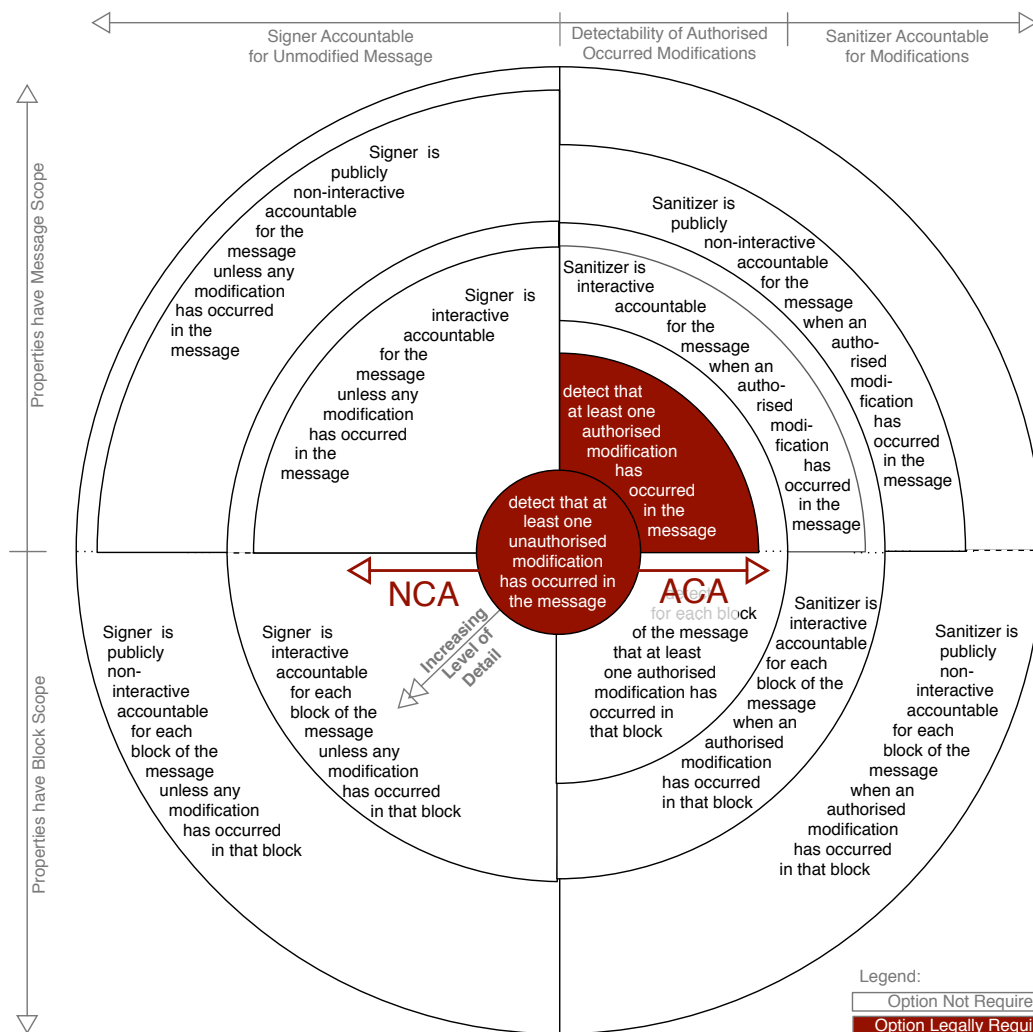 Signer Accountable
for Unmodified Message
Detectability of Authorised
Occurred Modifications
Sanitizer Accountable
for Modifications
Properties have Message Scope
Properties have Block Scope
Signer is
publicly
non-interactive
accountable
for the
message
unless any
modification
has occurred
in the
message
Signer is
interactive
accountable
for the
message
unless any
modification
has occurred
in the
message
Sanitizer is
publicly
non-interactive
accountable
for the
message
when an
autho-
rised
modi-
fication
has
occurred
in the
message
Sanitizer is
interactive
accountable
for the
message
when an
autho-
rised
modi-
fication
has
occurred
in the
message
detect that
at least one
authorised
modification
has
occurred
in the
message
detect that at
least one
unauthorised
modification
has occurred in
the message
NCA
ACA
Increasing
Level of
Detail
Signer is
publicly
non-
interactive
accountable
for each
block of the
message
unless any
modification
has occurred
in that block
Signer is
interactive
accountable
for each
block of the
message
unless any
modification
has occurred
in that block
detect
for each block
of the message
that at least
one authorised
modification has
occurred in
that block
Sanitizer is
interactive
accountable
for each
block of the
message
when an
authorised
modification
has occurred
in that block
Sanitizer is
publicly
non-
interactive
accountable
for each
block of the
message
when an
authorised
modification
has occurred
in that block
Legend:
Option Not Require
Option Legally Requi